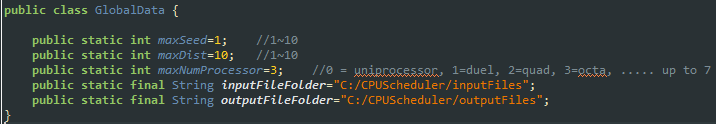 public class GlobalData {
public static int maxSeed=1;    //1~10
public static int maxDist=10;   //1~10
public static int maxNumProcessor=3;    //0 = uniprocessor, 1=duel, 2=quad, 3=octa, ..... up to 7
public static final String inputFileFolder="C:/CPUScheduler/inputFiles";
public static final String outputFileFolder="C:/CPUScheduler/outputFiles";
}